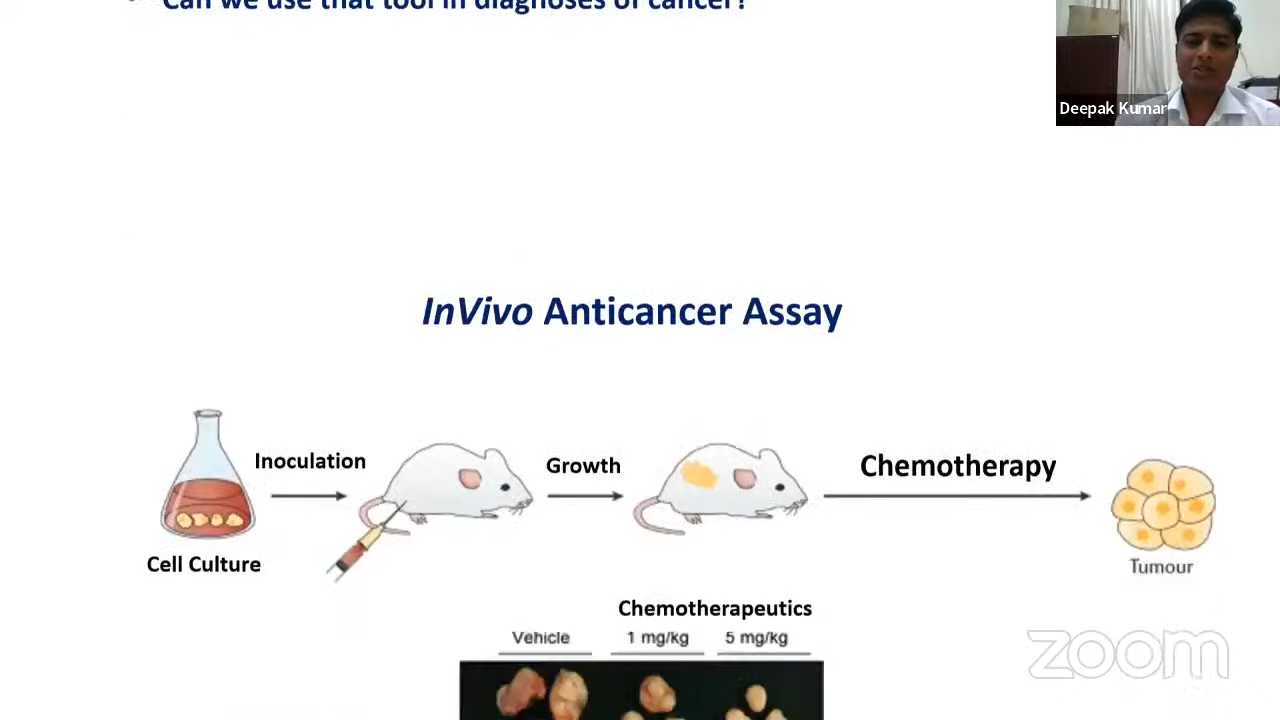 Can we use that tool in diagnoses of cancer?
Deepak Kumar
InVivo Anticancer Assay
Inoculation
Growth
Chemotherapy
Cell Culture
Tumour
Chemotherapeutics
Vehicle 1 mg/kg 5 mg/kg
zoom